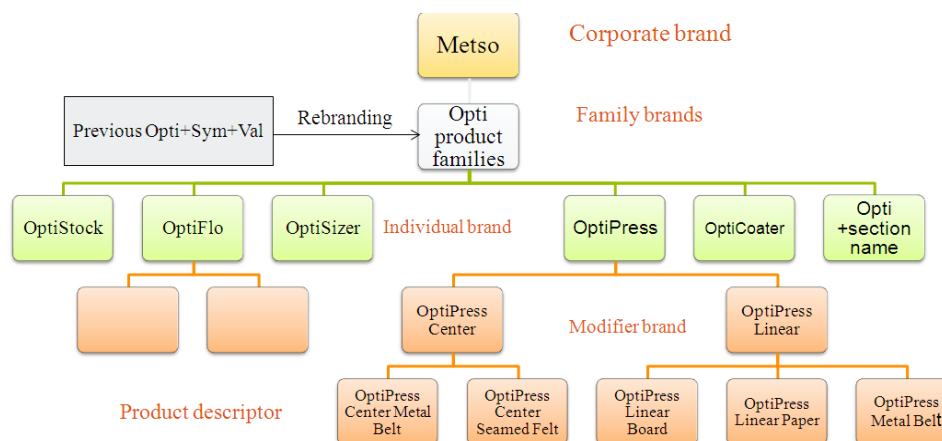 Metso
Corporate brand
Previous Opti+Sym+Val
Rebranding
Opti
product
families
Family brands
OptiStock
OptiFlo
OptiSizer
Individual brand
OptiPress
OptiCoater
Opti
+section
name
OptiPress
Center
Modifier brand
OptiPress
Linear
Product descriptor
OptiPress
Center Metal
Belt
OptiPress
Center
Seamed Felt
OptiPress
Linear
Board
OptiPress
Linear Paper
OptiPress
Metal Belt